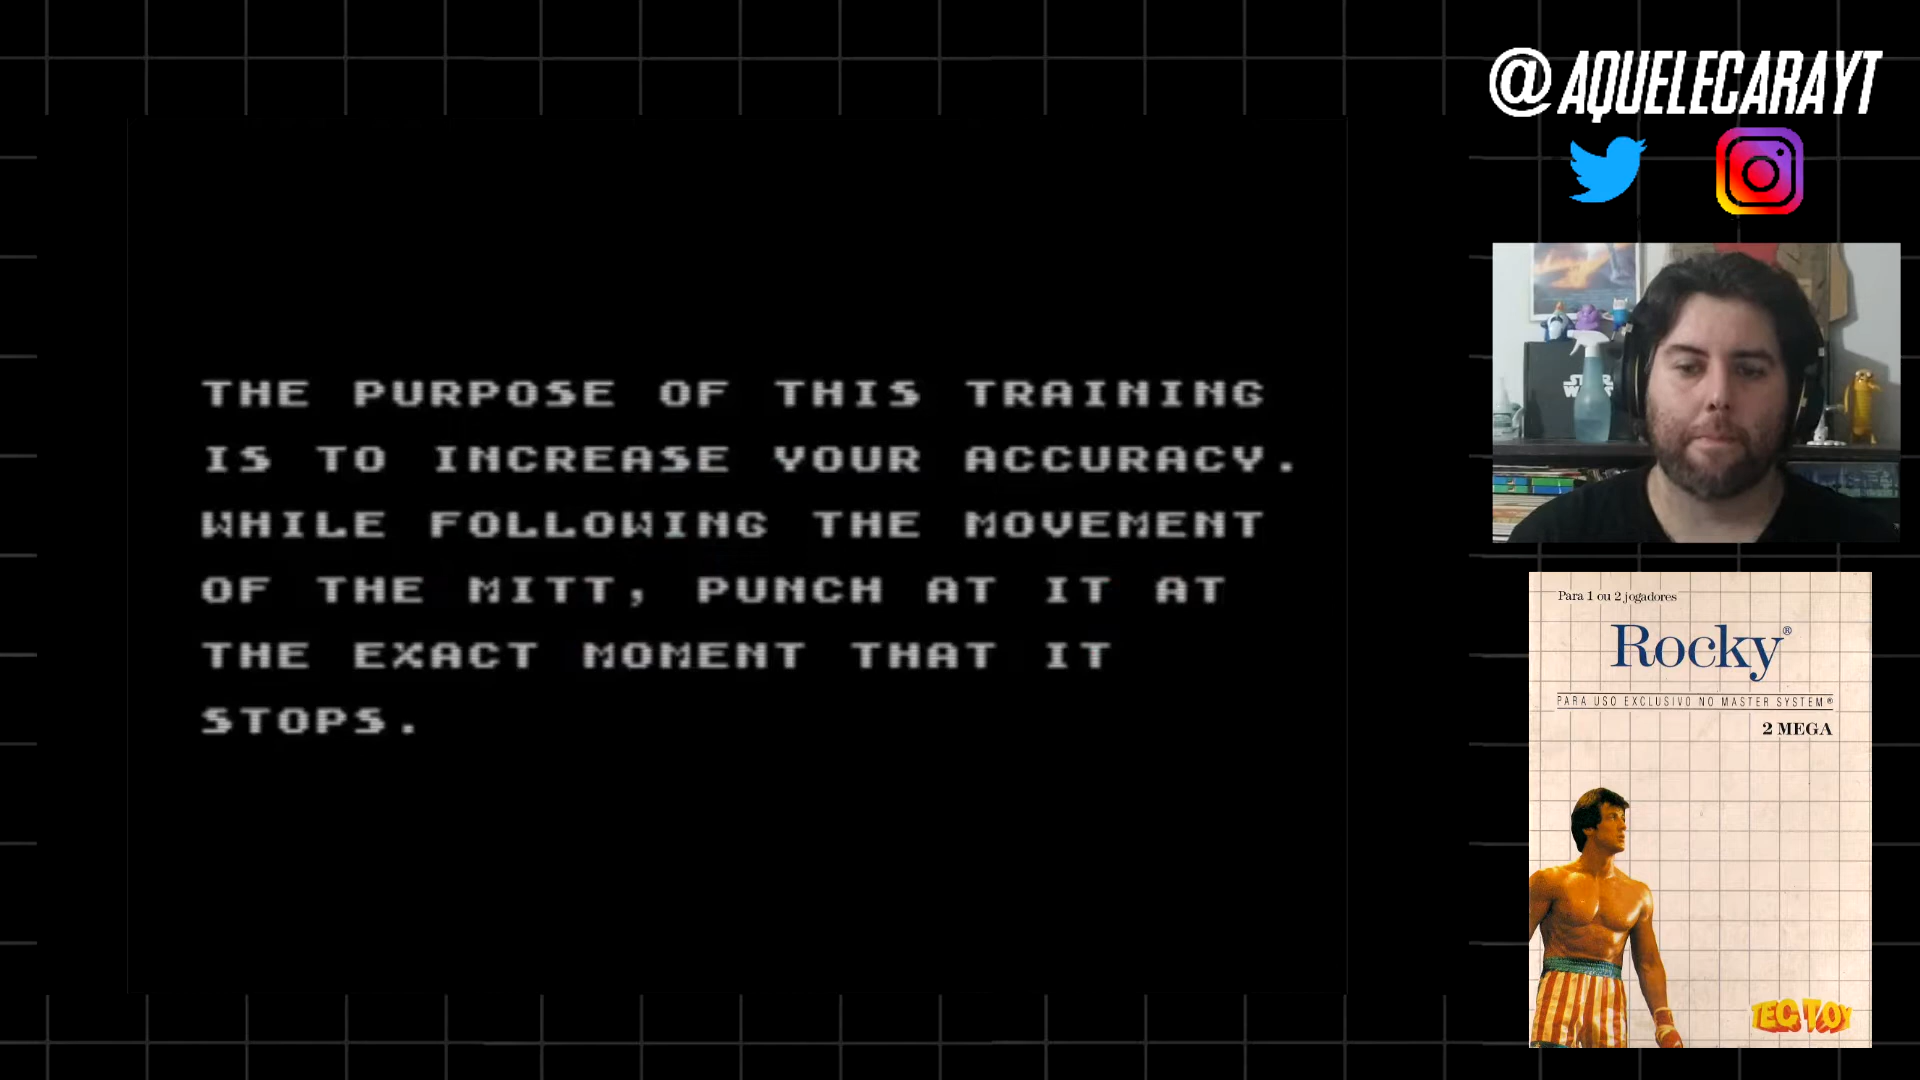 @AQUELECARAYT
THE PURPOSE OF THIS TRAINING
IS TO INCREASE YOUR ACCURACY.
WHILE FOLLOWING THE MOVEMENT
OF THE MITT, PUNCH AT IT AT
THE EXACT MOMENT THAT IT
STOPS.
STAR WARS
Para 1 ou 2 jogadores
Rocky®
PARA USO EXCLUSIVO NO MASTER SYSTEM®
2 MEGA
TEC TOY